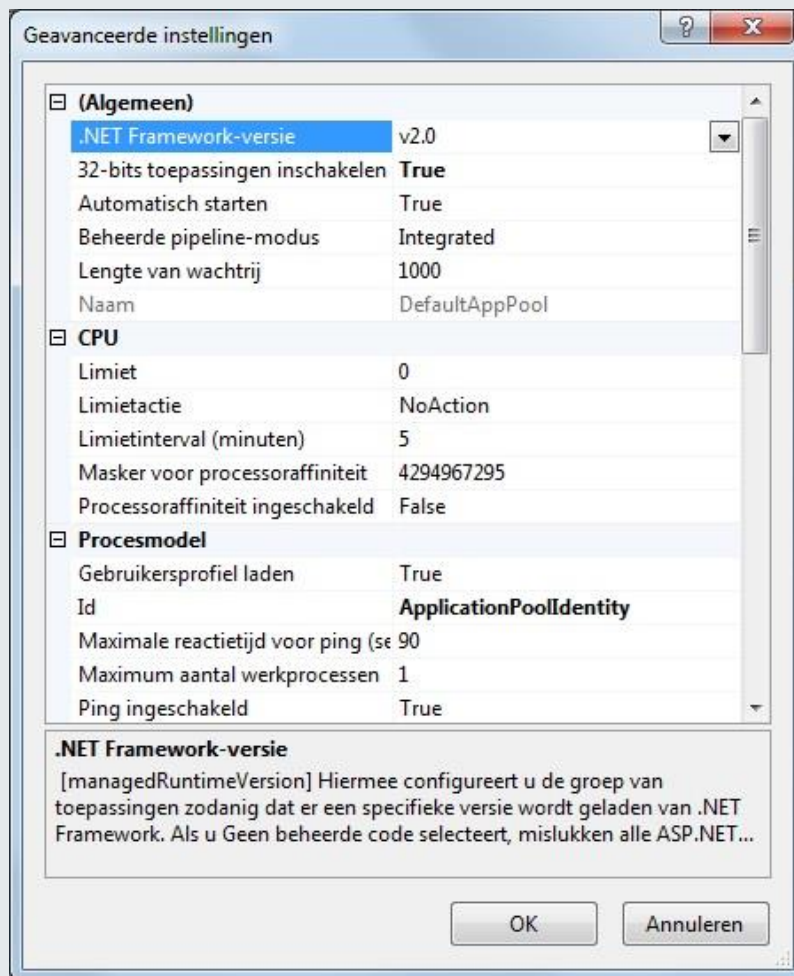 Geavanceerde instellingen
(Algemeen)
.NET Framework-versie v2.0
32-bits toepassingen inschakelen True
Automatisch starten True
Beheerde pipeline-modus Integrated
Lengte van wachtrij 1000
Naam DefaultAppPool
CPU
Limiet 0
Limietactie NoAction
Limietinterval (minuten) 5
Masker voor processoraffiniteit 4294967295
Processoraffiniteit ingeschakeld False
Procesmodel
Gebruikersprofiel laden True
Id ApplicationPoolIdentity
Maximale reactietijd voor ping (se 90
Maximum aantal werkprocessen 1
Ping ingeschakeld True
.NET Framework-versie
[managedRuntimeVersion] Hiermee configureert u de groep van
toepassingen zodanig dat er een specifieke versie wordt geladen van .NET
Framework. Als u Geen beheerde code selecteert, mislukken alle ASP.NET...
OK Annuleren